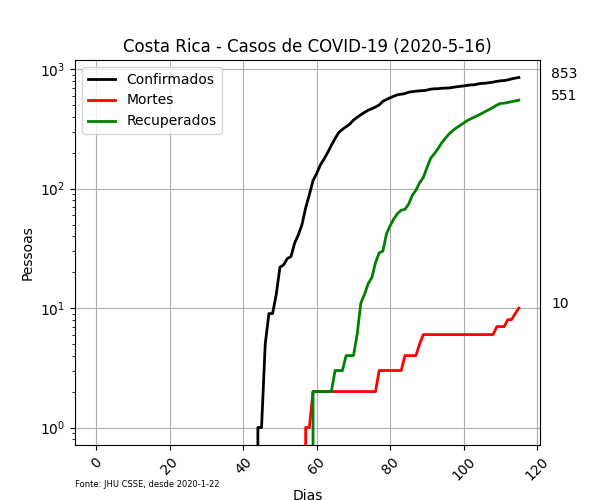 Costa Rica - Casos de COVID-19 (2020-5-16)
Confirmados
Mortes
Recuperados
10³
10²
10¹
10⁰
Pessoas
853
551
10
0
20
40
60
80
100
120
Dias
Fonte: JHU CSSE, desde 2020-1-22